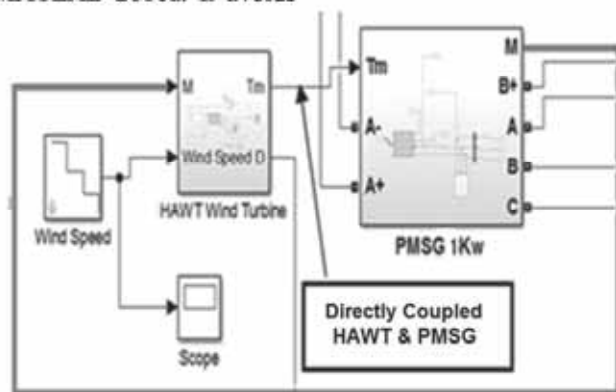 M
Tm
Wind Speed D
HAWT Wind Turbine
Wind Speed
Scope
Tm
A-
A+
M
B+
A
B
C
PMSG 1Kw
Directly Coupled
HAWT & PMSG